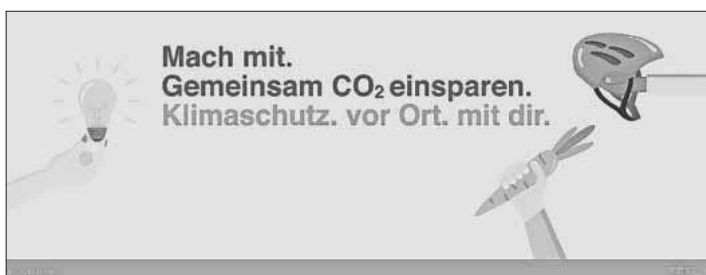 Mach mit.
Gemeinsam CO₂ einsparen.
Klimaschutz. vor Ort. mit dir.